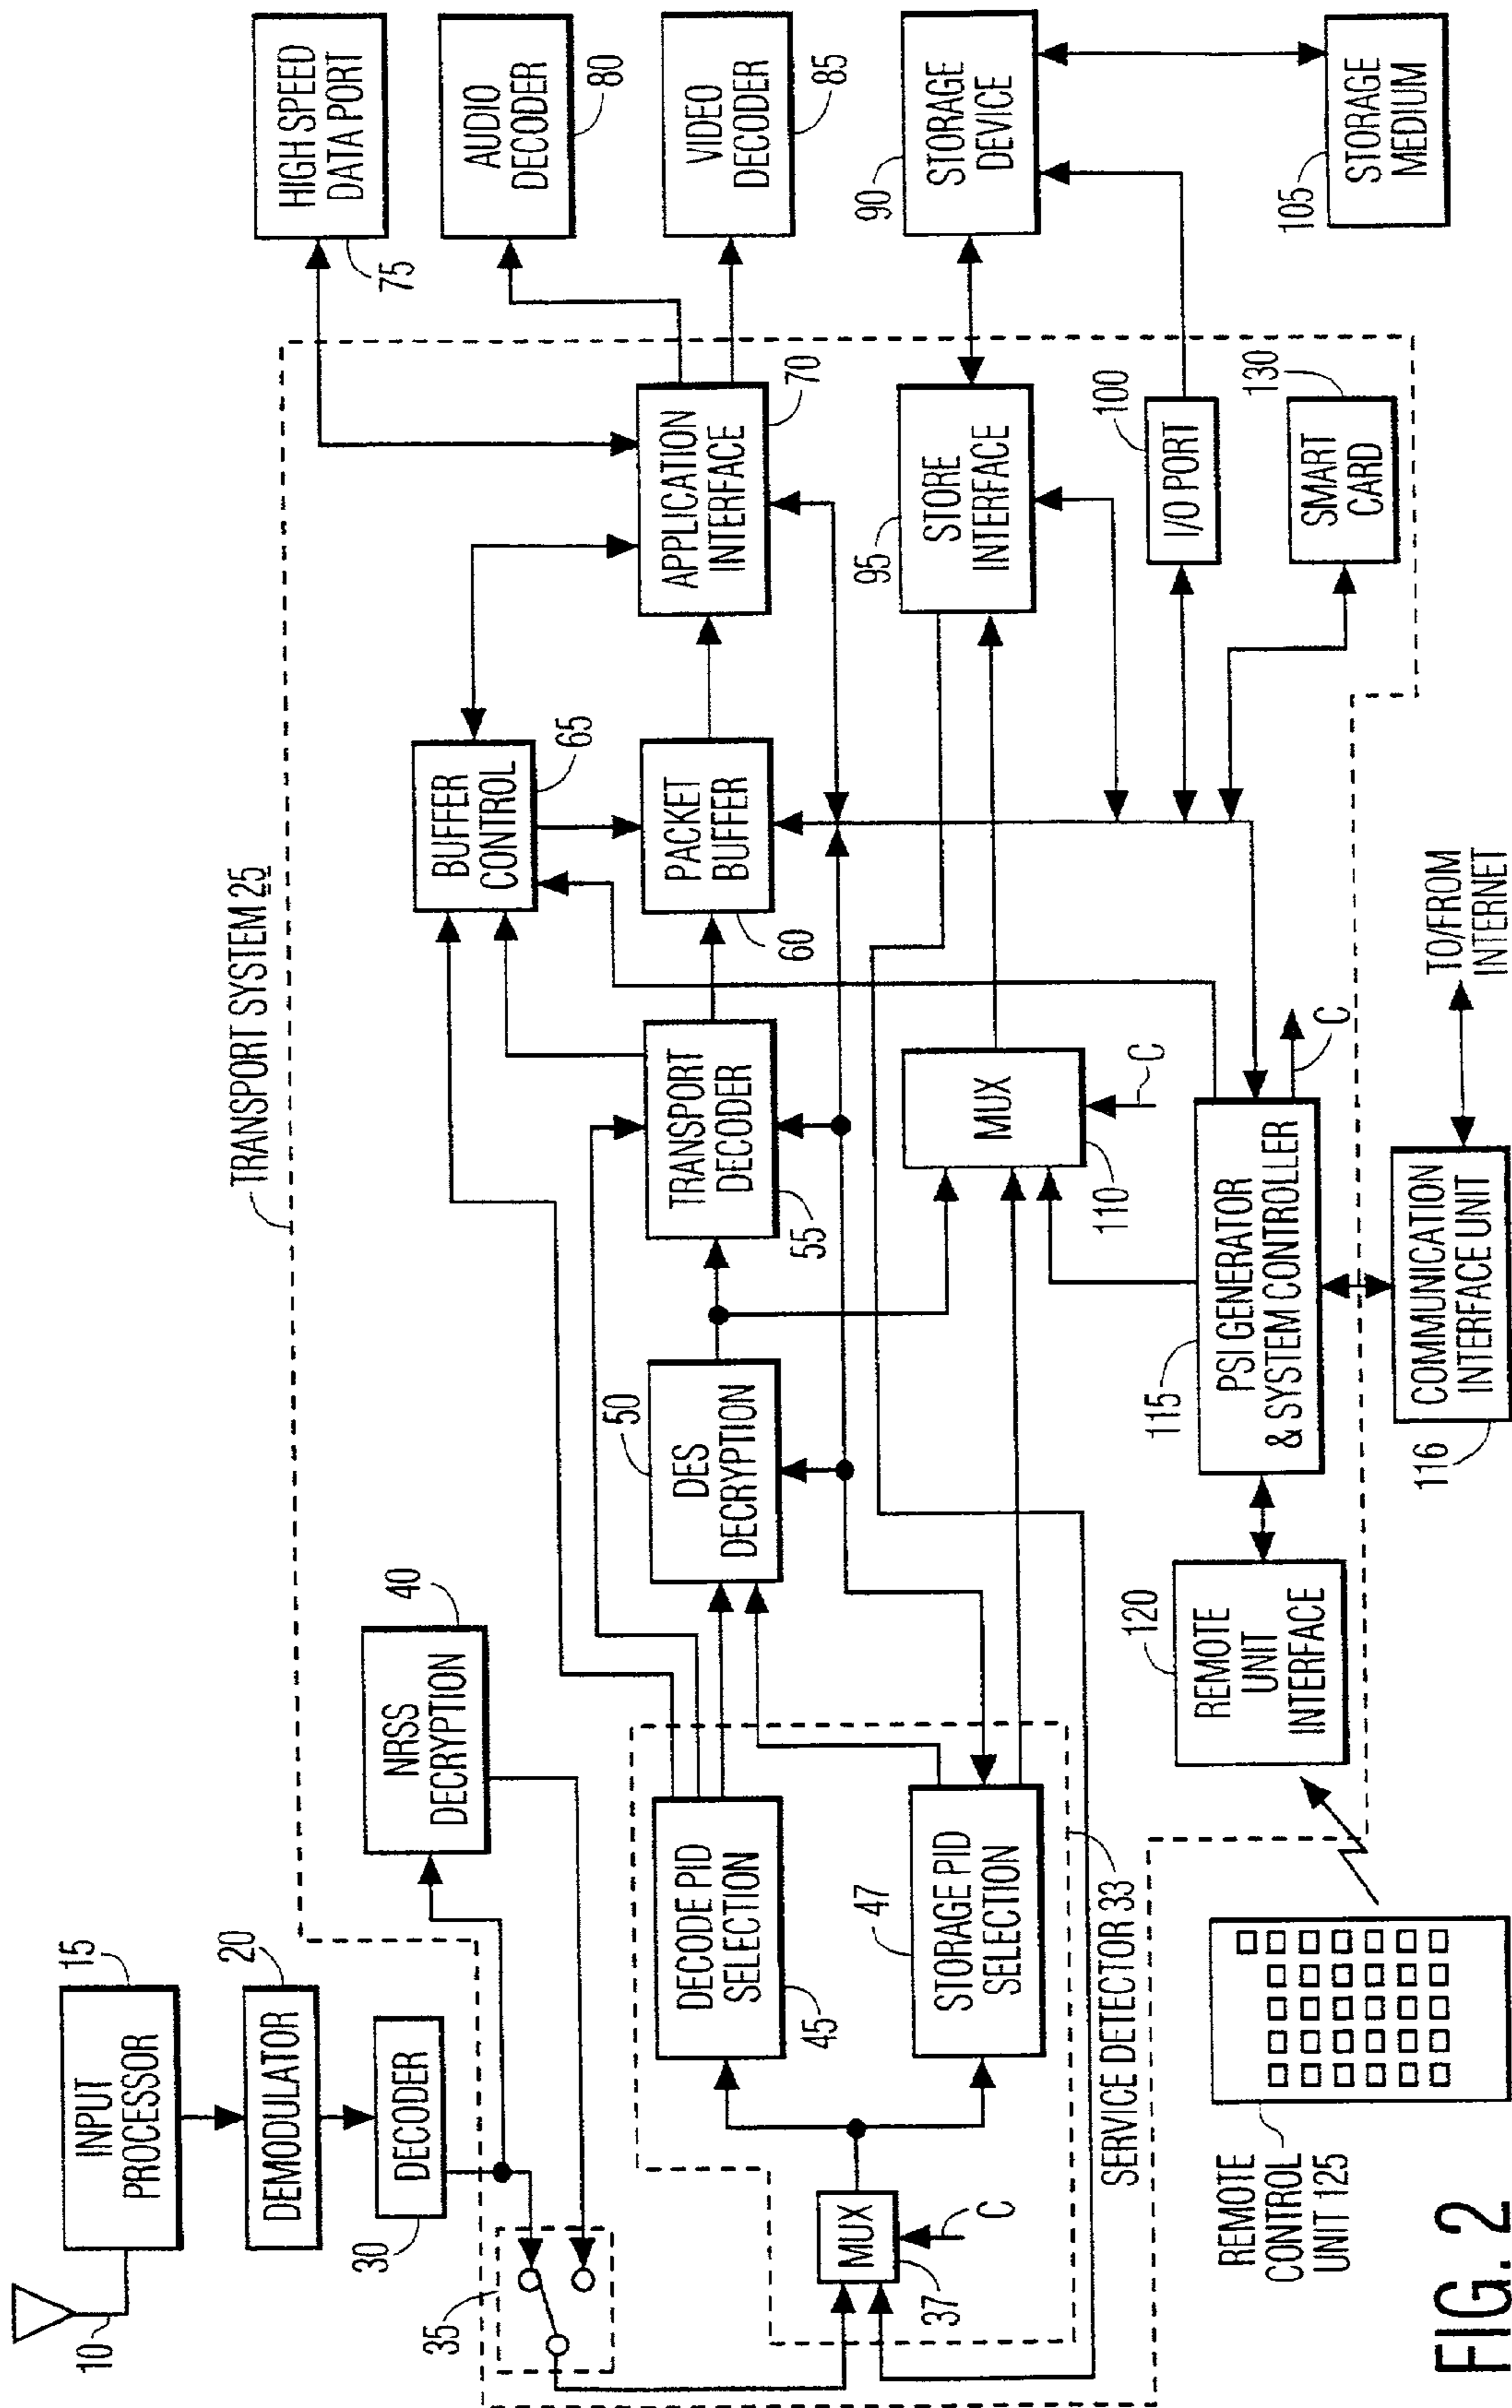 TRANSPORT SYSTEM 25
10
INPUT
PROCESSOR
15
DEMODULATOR
20
DECODER
30
35
NRSS
DECRYPTION
40
MUX
37
C
DECODE PID
SELECTION
45
STORAGE PID
SELECTION
47
SERVICE DETECTOR 33
DES
DECRYPTION
50
TRANSPORT
DECODER
55
BUFFER
CONTROL
65
PACKET
BUFFER
60
APPLICATION
INTERFACE
70
HIGH SPEED
DATA PORT
75
AUDIO
DECODER
80
VIDEO
DECODER
85
STORAGE
DEVICE
90
STORE
INTERFACE
95
I/O PORT
100
SMART
CARD
130
STORAGE
MEDIUM
105
MUX
110
C
PSI GENERATOR
& SYSTEM CONTROLLER
115
C
COMMUNICATION
INTERFACE UNIT
116
TO/FROM
INTERNET
REMOTE
UNIT
INTERFACE
120
REMOTE
CONTROL
UNIT 125
FIG. 2